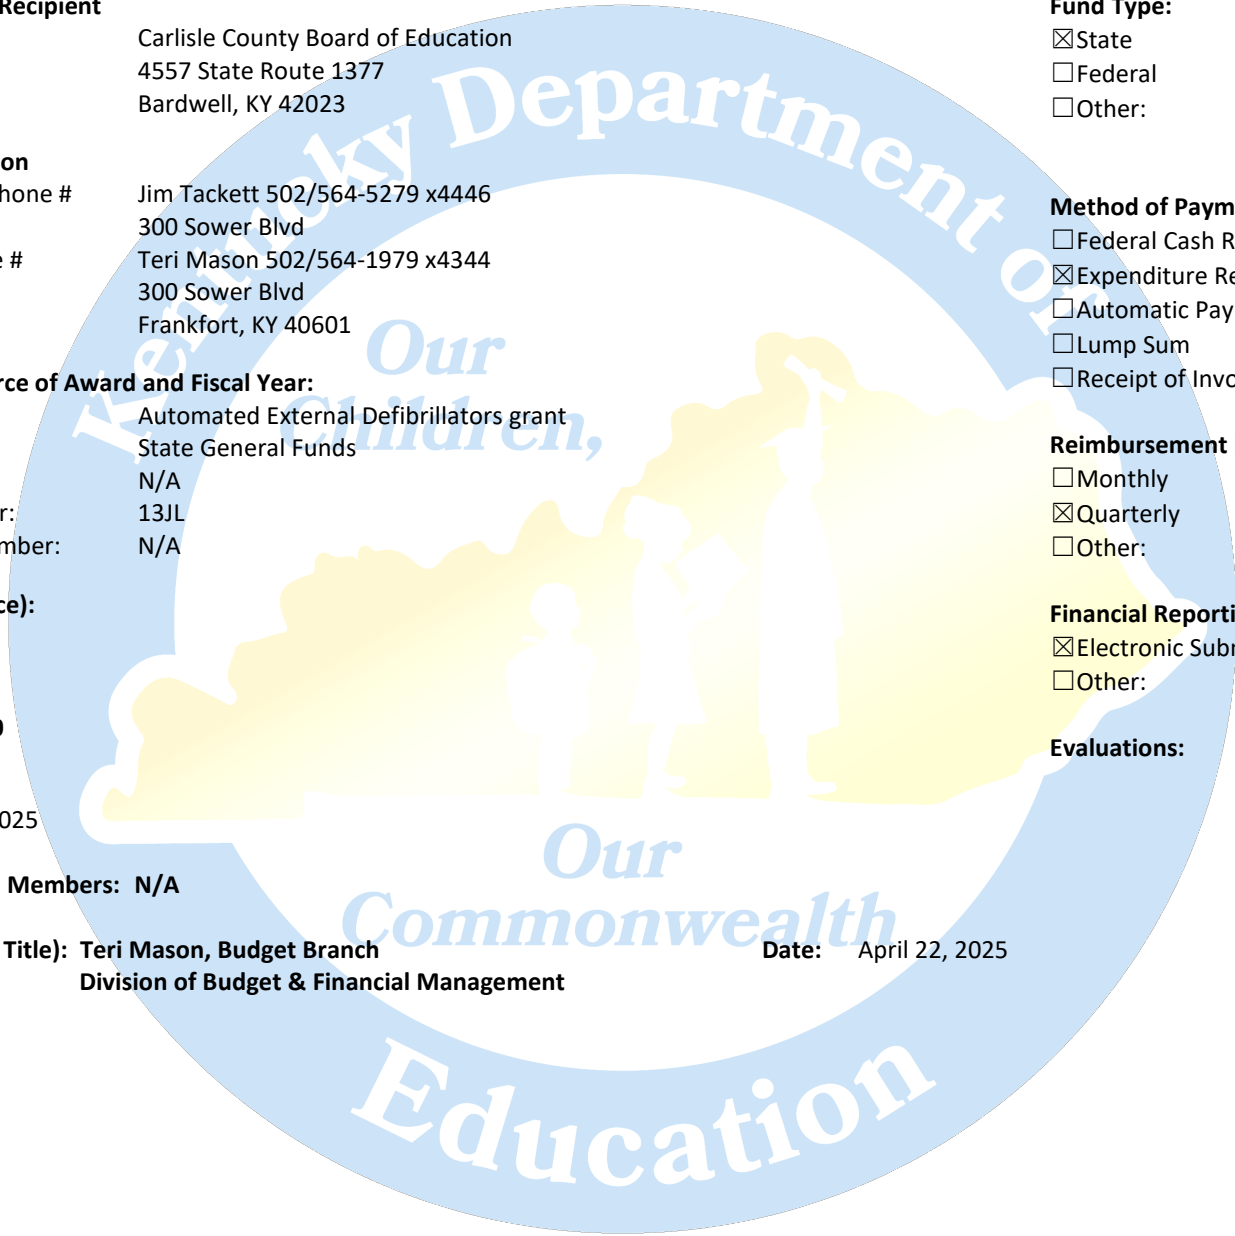 Recipient
Carlisle County Board of Education
4557 State Route 1377
Bardwell, KY 42023
on
hone # Jim Tackett 502/564-5279 x4446
300 Sower Blvd
e # Teri Mason 502/564-1979 x4344
300 Sower Blvd
Frankfort, KY 40601
rce of Award and Fiscal Year:
Automated External Defibrillators grant
State General Funds
N/A
r: 13JL
mber: N/A
ce):
025
Members: N/A
Title): Teri Mason, Budget Branch
Division of Budget & Financial Management
Date: April 22, 2025
Fund Type:
☒State
☐Federal
☐Other:
Method of Paym
☐Federal Cash R
☒Expenditure Re
☐Automatic Pay
☐Lump Sum
☐Receipt of Invo
Reimbursement
☐Monthly
☒Quarterly
☐Other:
Financial Reporti
☒Electronic Subr
☐Other:
Evaluations:
Kentucky Department of
Education
Our
Children,
Our
Commonwealth